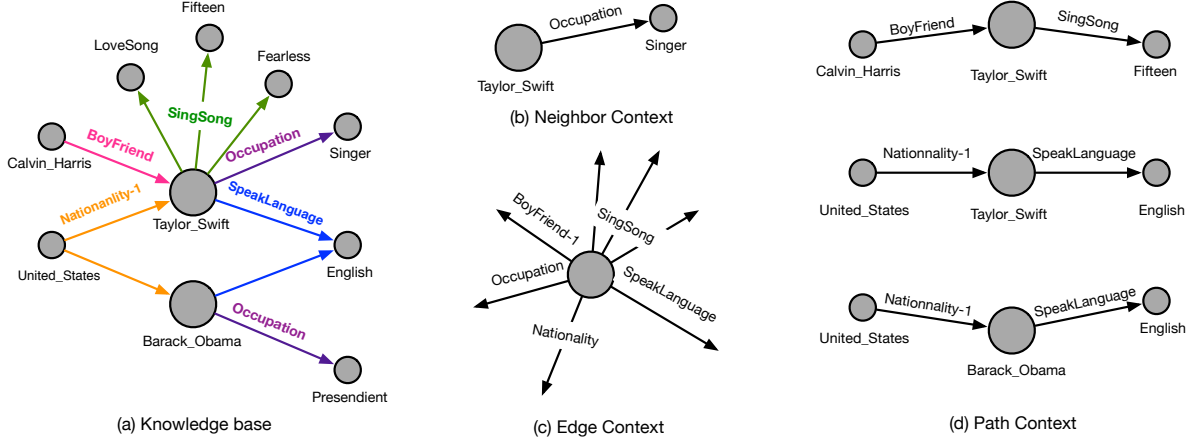 Fifteen
LoveSong
Fearless
SingSong
BoyFriend
Occupation
Calvin_Harris
Singer
Nationanlity-1
SpeakLanguage
Taylor_Swift
United_States
English
Occupation
Barack_Obama
Presendient
(a) Knowledge base
Occupation
Singer
Taylor_Swift
(b) Neighbor Context
BoyFriend-1
SingSong
Occupation
SpeakLanguage
Nationality
(c) Edge Context
BoyFriend
SingSong
Calvin_Harris
Taylor_Swift
Fifteen
Nationnality-1
SpeakLanguage
United_States
Taylor_Swift
English
Nationnality-1
SpeakLanguage
United_States
English
Barack_Obama
(d) Path Context